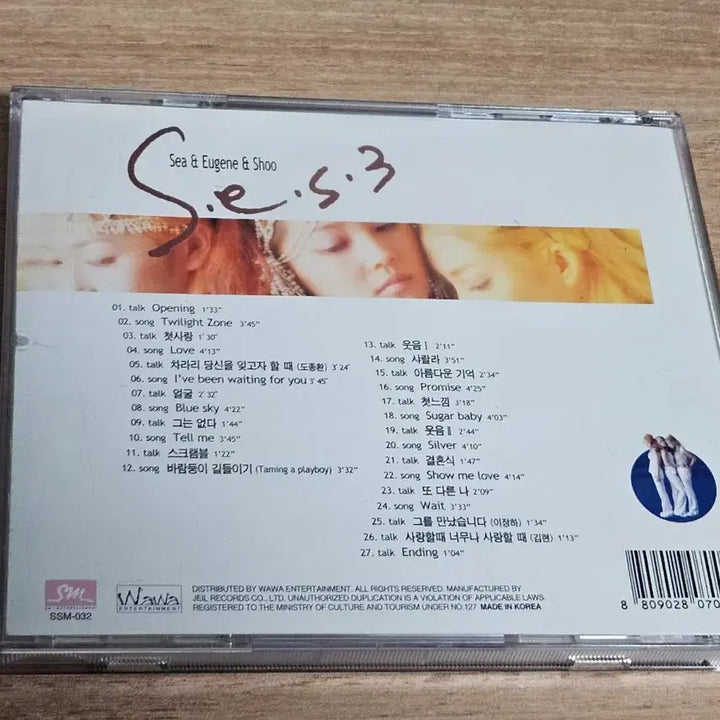 Sea & Eugene & Shoo
S.e.s.3
01. talk Opening 1'33"
02. song Twilight Zone 3'45"
03. talk 첫사랑 1'30"
04. song Love 4'13"
05. talk 차라리 당신을 잊고자 할 때 (도종환) 3'24"
06. song I've been waiting for you 3'45"
07. talk 얼굴 2'32"
08. song Blue sky 4'22"
09. talk 그는 없다 1'44"
10. song Tell me 3'45"
11. talk 스크램블 1'22"
12. song 바람둥이 길들이기 (Taming a playboy) 3'32"
13. talk 웃음 I 2'11"
14. song 샤랄라 3'51"
15. talk 아름다운 기억 2'34"
16. song Promise 4'25"
17. talk 첫느낌 3'18"
18. song Sugar baby 4'03"
19. talk 웃음 II 2'44"
20. song Silver 4'10"
21. talk 결혼식 1'47"
22. song Show me love 4'14"
23. talk 또 다른 나 2'09"
24. song Wait 3'33"
25. talk 그를 만났습니다 (이정하) 1'34"
26. talk 사랑할때 너무나 사랑할 때 (김현) 1'13"
27. talk Ending 1'04"
SM
ENTERTAINMENT
SSM-032
WaWa
ENTERTAINMENT
DISTRIBUTED BY WAWA ENTERTAINMENT. ALL RIGHTS RESERVED. MANUFACTURED BY
JEIL RECORDS CO., LTD. UNAUTHORIZED DUPLICATION IS A VIOLATION OF APPLICABLE LAWS.
REGISTERED TO THE MINISTRY OF CULTURE AND TOURISM UNDER NO.127 MADE IN KOREA
8 809028 070